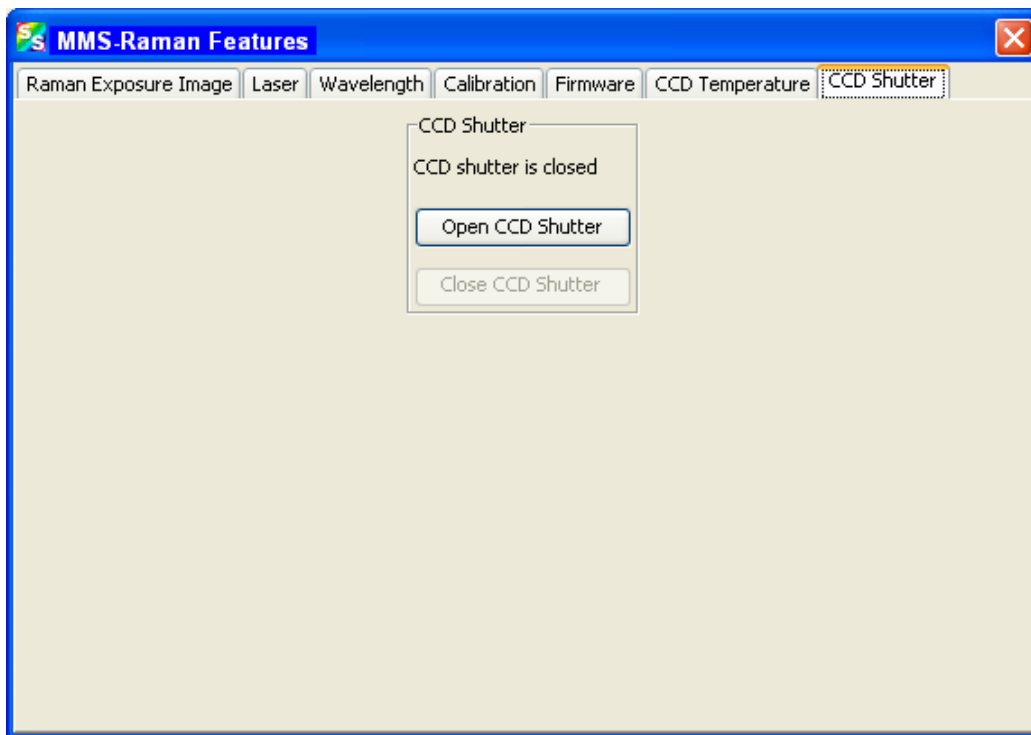 SS MMS-Raman Features
Raman Exposure Image Laser Wavelength Calibration Firmware CCD Temperature CCD Shutter
CCD Shutter
CCD shutter is closed
Open CCD Shutter
Close CCD Shutter